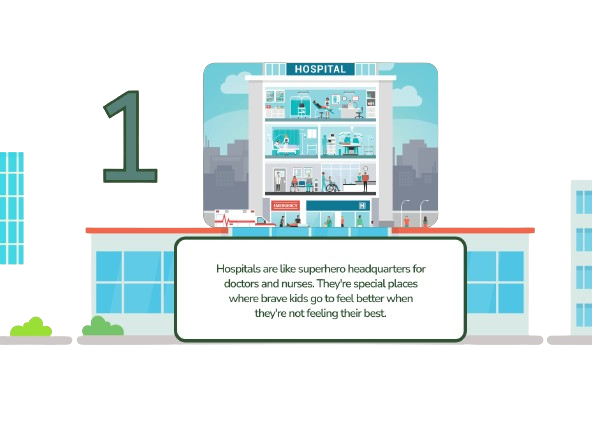 1
HOSPITAL
EMERGENCY
H
Hospitals are like superhero headquarters for
doctors and nurses. They're special places
where brave kids go to feel better when
they're not feeling their best.